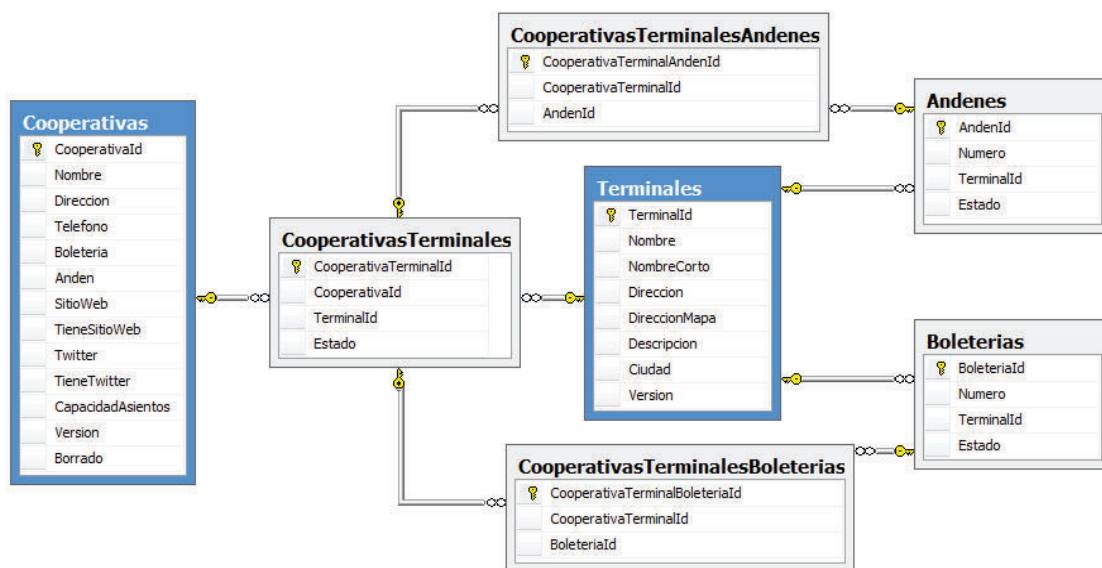 CooperativasTerminalesAndenes
CooperativaTerminalAndenId
CooperativaTerminalId
AndenId
Andenes
AndenId
Numero
TerminalId
Estado
Cooperativas
CooperativaId
Nombre
Direccion
Telefono
Boleteria
Anden
SitioWeb
TieneSitioWeb
Twitter
TieneTwitter
CapacidadAsientos
Version
Borrado
CooperativasTerminales
CooperativaTerminalId
CooperativaId
TerminalId
Estado
Terminales
TerminalId
Nombre
NombreCorto
Direccion
DireccionMapa
Descripcion
Ciudad
Version
Boleterias
BoleteriaId
Numero
TerminalId
Estado
CooperativasTerminalesBoleterias
CooperativaTerminalBoleteriaId
CooperativaTerminalId
BoleteriaId